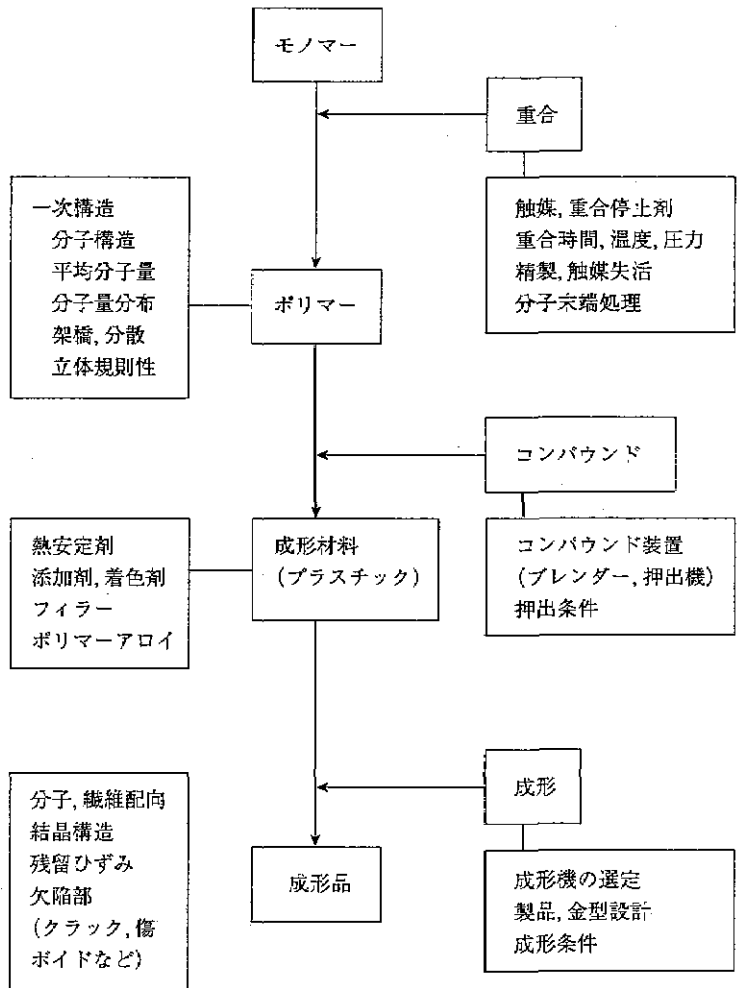 モノマー
重合
一次構造
分子構造
平均分子量
分子量分布
架橋, 分散
立体規則性
触媒, 重合停止剤
重合時間, 温度, 圧力
精製, 触媒失活
分子末端処理
ポリマー
コンパウンド
熱安定剤
添加剤, 着色剤
フィラー
ポリマーアロイ
成形材料
(プラスチック)
コンパウンド装置
(ブレンダー, 押出機)
押出条件
成形
分子, 繊維配向
結晶構造
残留ひずみ
欠陥部
(クラック, 傷
ボイドなど)
成形品
成形機の選定
製品, 金型設計
成形条件